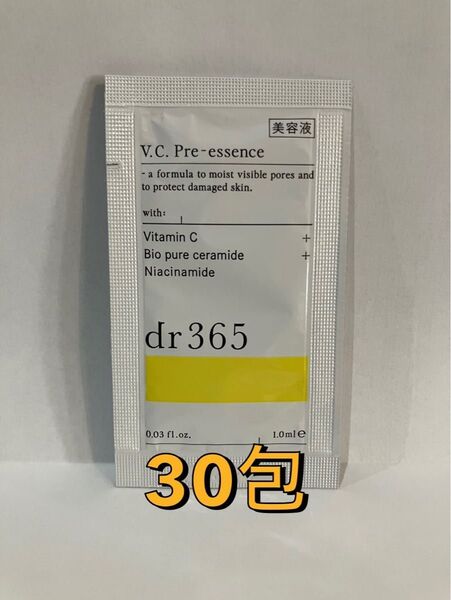 美容液
V.C. Pre-essence
- a formula to moist visible pores and
to protect damaged skin.
with:
Vitamin C +
Bio pure ceramide +
Niacinamide
dr365
0.03 fl.oz. 1.0ml ℮
30包